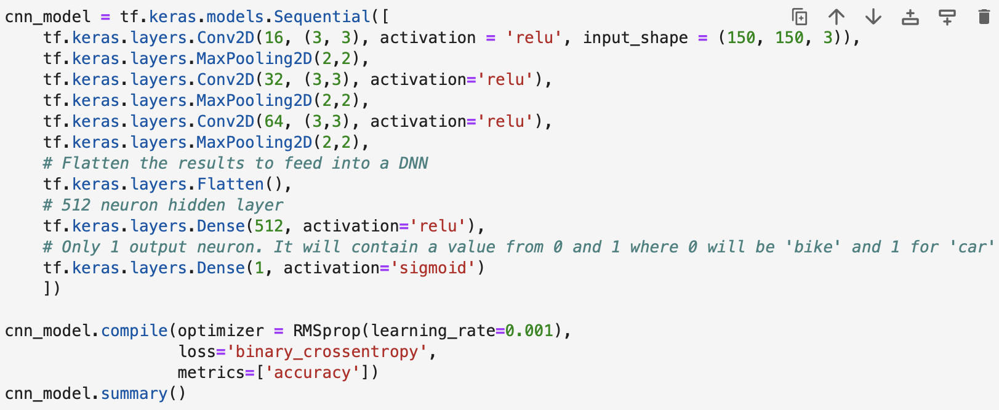 cnn_model = tf.keras.models.Sequential([
    tf.keras.layers.Conv2D(16, (3, 3), activation = 'relu', input_shape = (150, 150, 3)),
    tf.keras.layers.MaxPooling2D(2,2),
    tf.keras.layers.Conv2D(32, (3,3), activation='relu'),
    tf.keras.layers.MaxPooling2D(2,2),
    tf.keras.layers.Conv2D(64, (3,3), activation='relu'),
    tf.keras.layers.MaxPooling2D(2,2),
    # Flatten the results to feed into a DNN
    tf.keras.layers.Flatten(),
    # 512 neuron hidden layer
    tf.keras.layers.Dense(512, activation='relu'),
    # Only 1 output neuron. It will contain a value from 0 and 1 where 0 will be 'bike' and 1 for 'car'
    tf.keras.layers.Dense(1, activation='sigmoid')
    ])

cnn_model.compile(optimizer = RMSprop(learning_rate=0.001),
                  loss='binary_crossentropy',
                  metrics=['accuracy'])
cnn_model.summary()